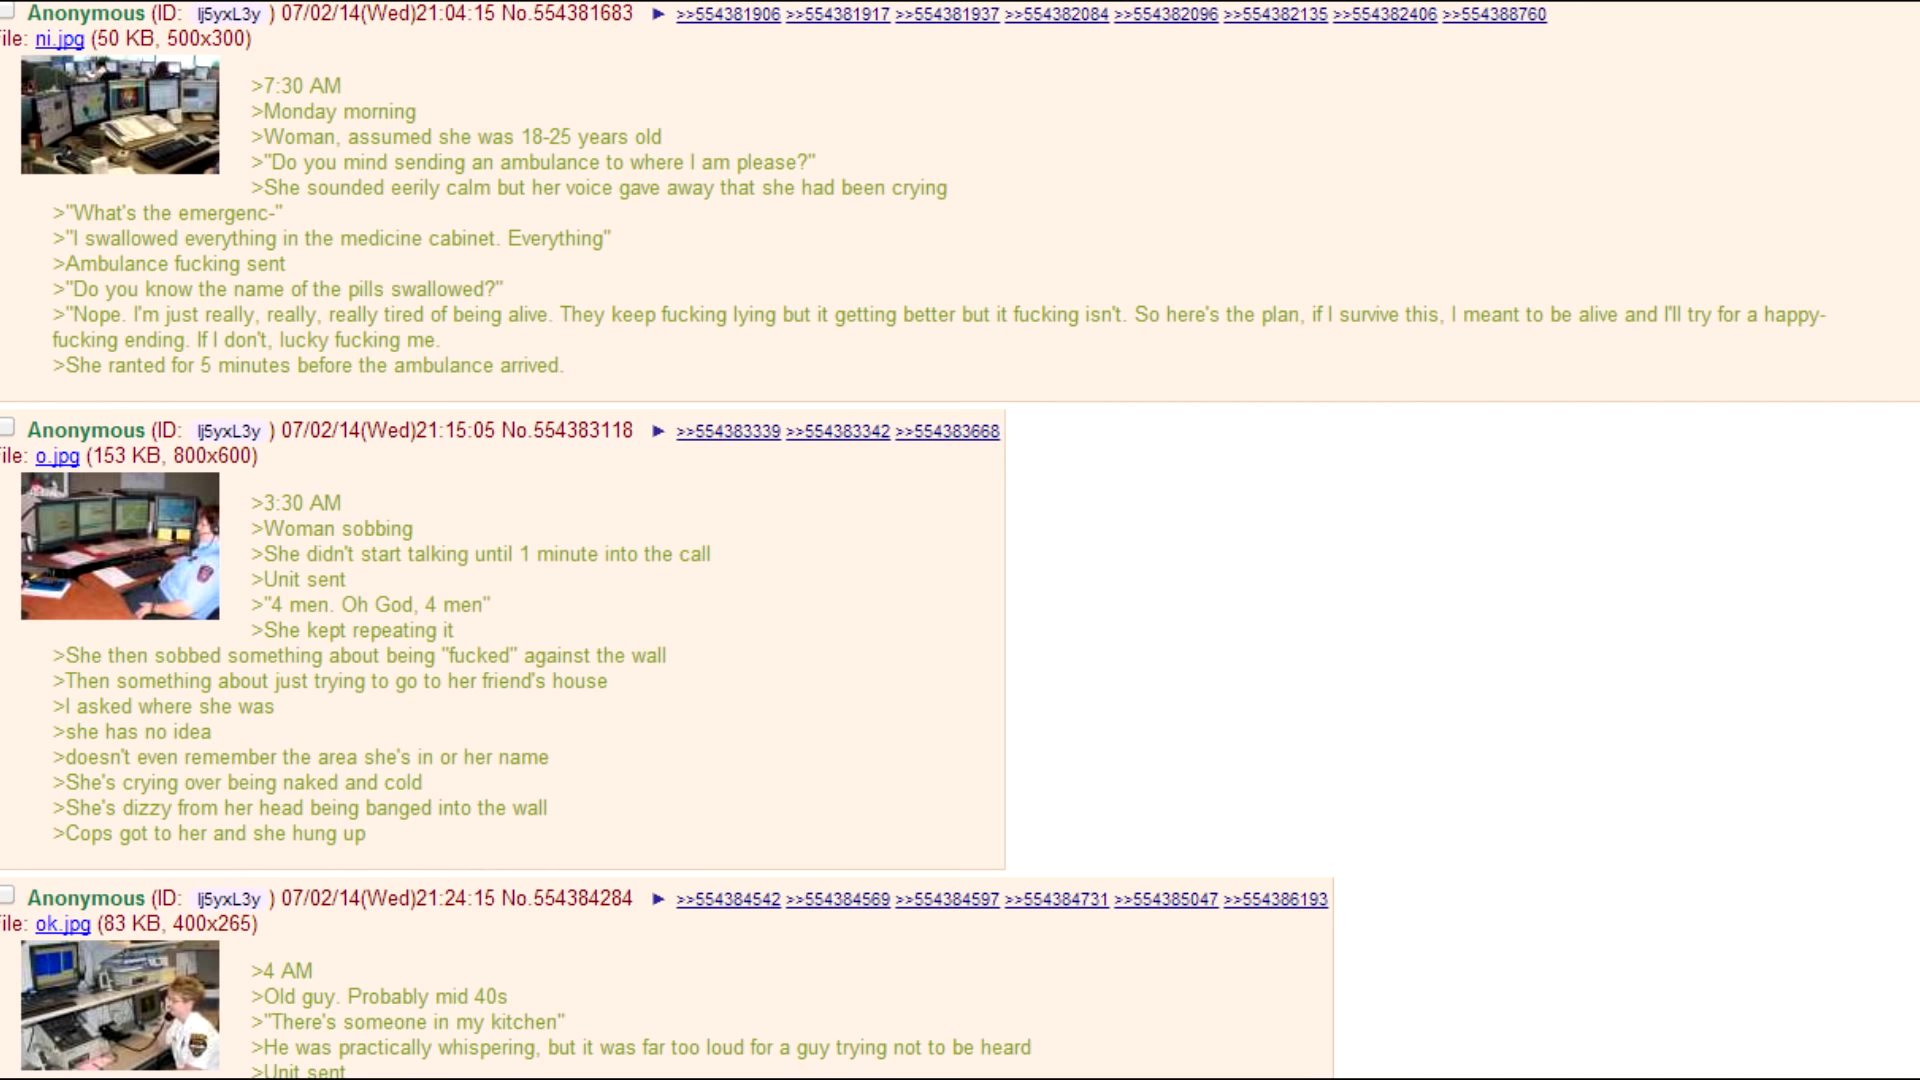 Anonymous (ID: lj5yxL3y ) 07/02/14(Wed)21:04:15 No.554381683 ► >>554381906 >>554381917 >>554381937 >>554382084 >>554382096 >>554382135 >>554382406 >>554388760
ile: ni.jpg (50 KB, 500x300)
>7:30 AM
>Monday morning
>Woman, assumed she was 18-25 years old
>"Do you mind sending an ambulance to where I am please?"
>She sounded eerily calm but her voice gave away that she had been crying
>"What's the emergenc-"
>"I swallowed everything in the medicine cabinet. Everything"
>Ambulance fucking sent
>"Do you know the name of the pills swallowed?"
>"Nope. I'm just really, really, really tired of being alive. They keep fucking lying but it getting better but it fucking isn't. So here's the plan, if I survive this, I meant to be alive and I'll try for a happy-
fucking ending. If I don't, lucky fucking me.
>She ranted for 5 minutes before the ambulance arrived.
Anonymous (ID: lj5yxL3y ) 07/02/14(Wed)21:15:05 No.554383118 ► >>554383339 >>554383342 >>554383668
ile: o.jpg (153 KB, 800x600)
>3:30 AM
>Woman sobbing
>She didn't start talking until 1 minute into the call
>Unit sent
>"4 men. Oh God, 4 men"
>She kept repeating it
>She then sobbed something about being "fucked" against the wall
>Then something about just trying to go to her friend's house
>I asked where she was
>she has no idea
>doesn't even remember the area she's in or her name
>She's crying over being naked and cold
>She's dizzy from her head being banged into the wall
>Cops got to her and she hung up
Anonymous (ID: lj5yxL3y ) 07/02/14(Wed)21:24:15 No.554384284 ► >>554384542 >>554384569 >>554384597 >>554384731 >>554385047 >>554386193
ile: ok.jpg (83 KB, 400x265)
>4 AM
>Old guy. Probably mid 40s
>"There's someone in my kitchen"
>He was practically whispering, but it was far too loud for a guy trying not to be heard
>Unit sent